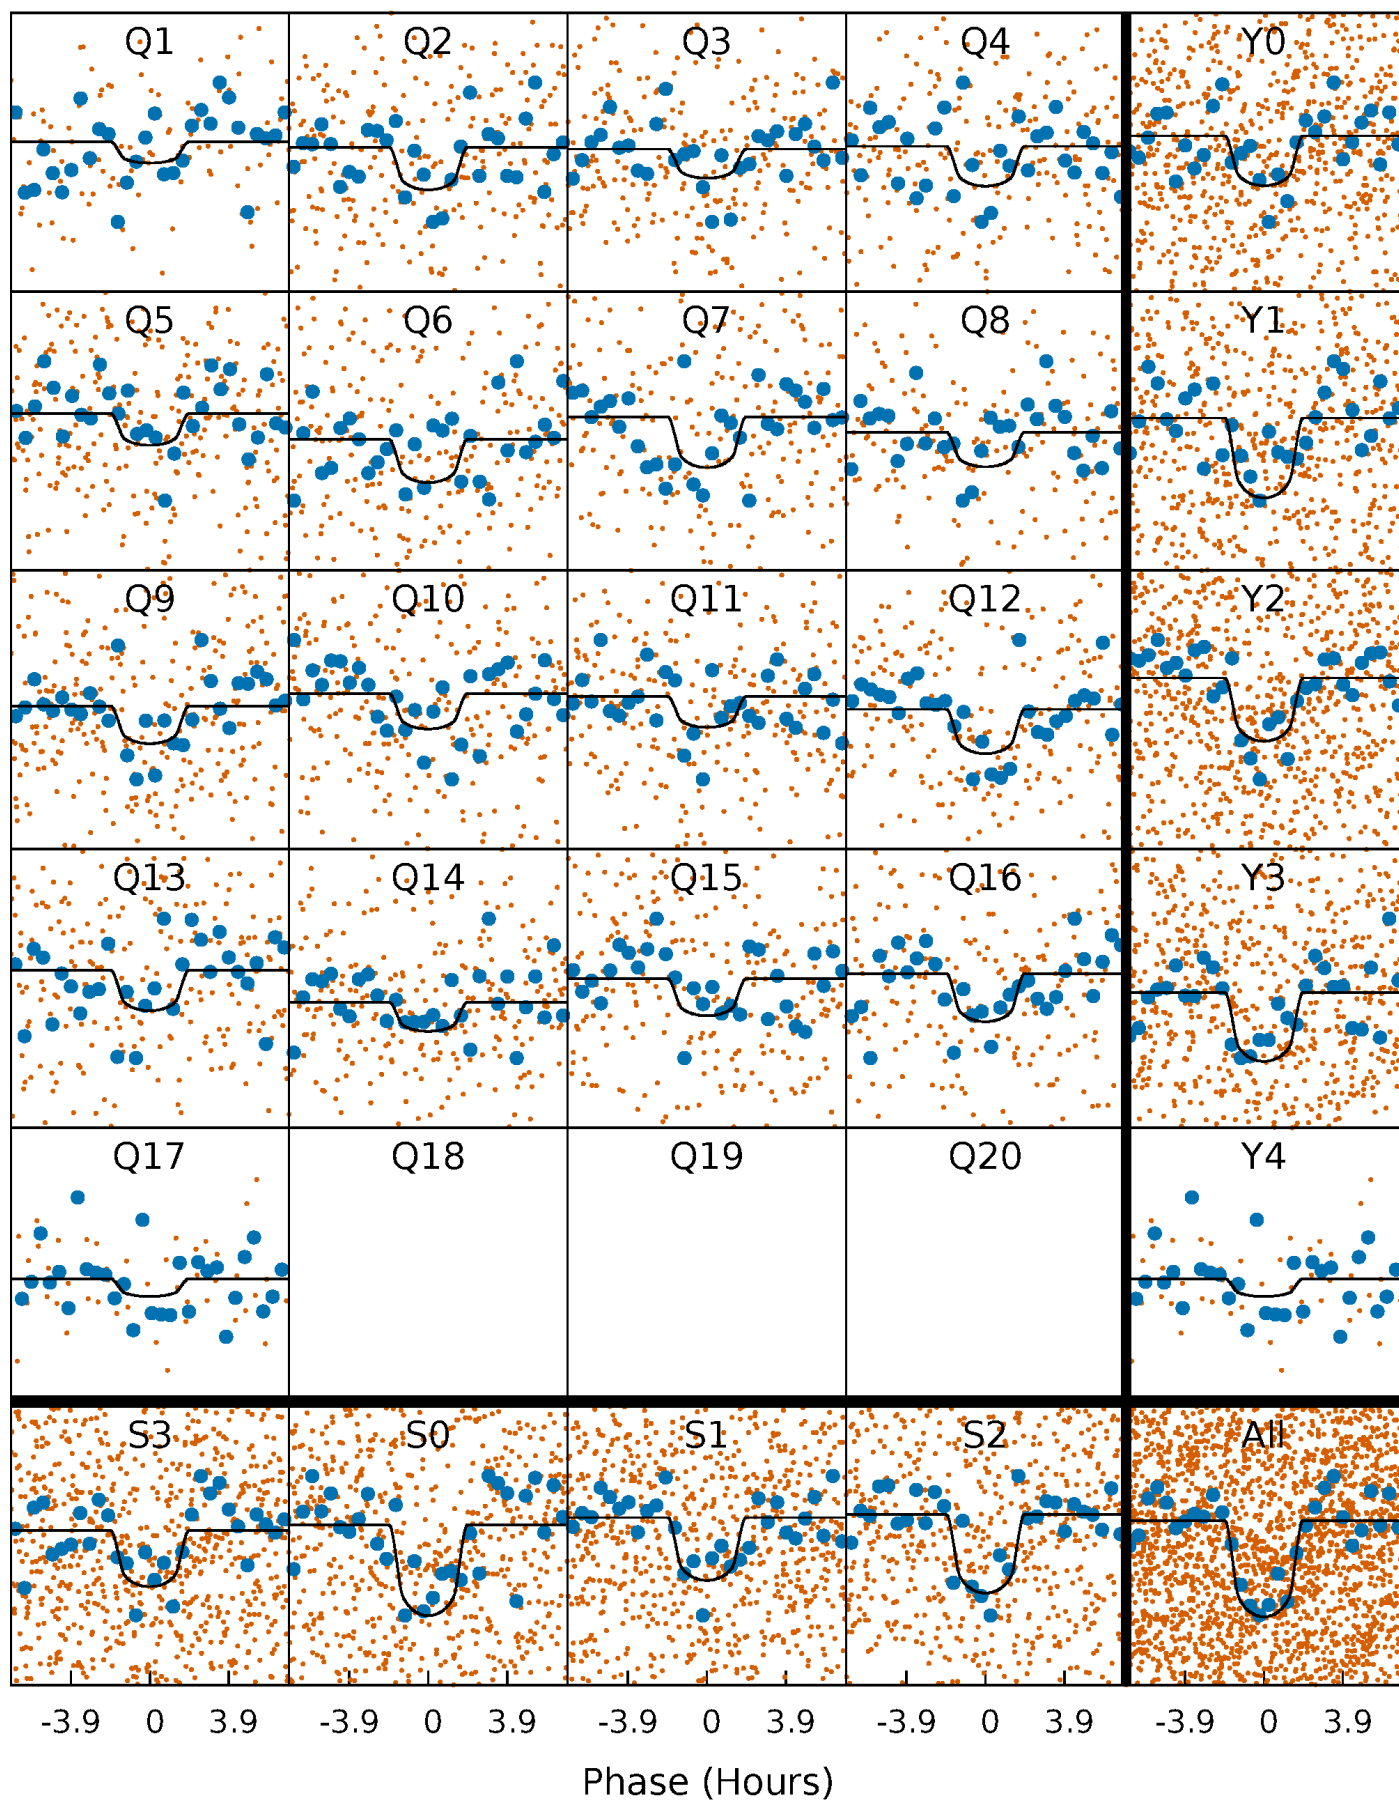 Q1 Q2 Q3 Q4 Y0
Q5 Q6 Q7 Q8 Y1
Q9 Q10 Q11 Q12 Y2
Q13 Q14 Q15 Q16 Y3
Q17 Q18 Q19 Q20 Y4
S3 S0 S1 S2 All
-3.9 0 3.9 -3.9 0 3.9 -3.9 0 3.9 -3.9 0 3.9 -3.9 0 3.9
Phase (Hours)